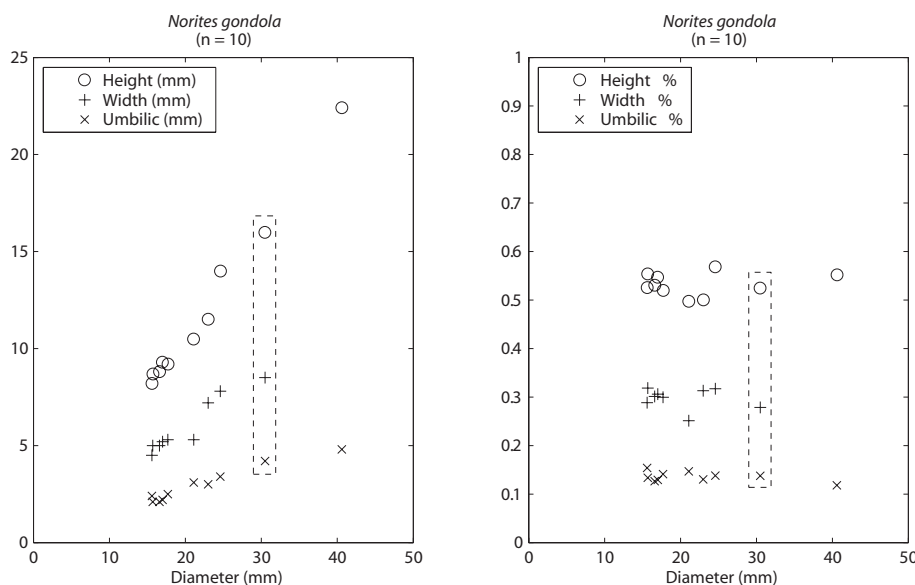 Norites gondola
(n = 10)
25
20
15
10
5
0
Height (mm)
Width (mm)
Umbilic (mm)
0 10 20 30 40 50
Diameter (mm)
Norites gondola
(n = 10)
1
0.9
0.8
0.7
0.6
0.5
0.4
0.3
0.2
0.1
0
Height %
Width %
Umbilic %
0 10 20 30 40 50
Diameter (mm)